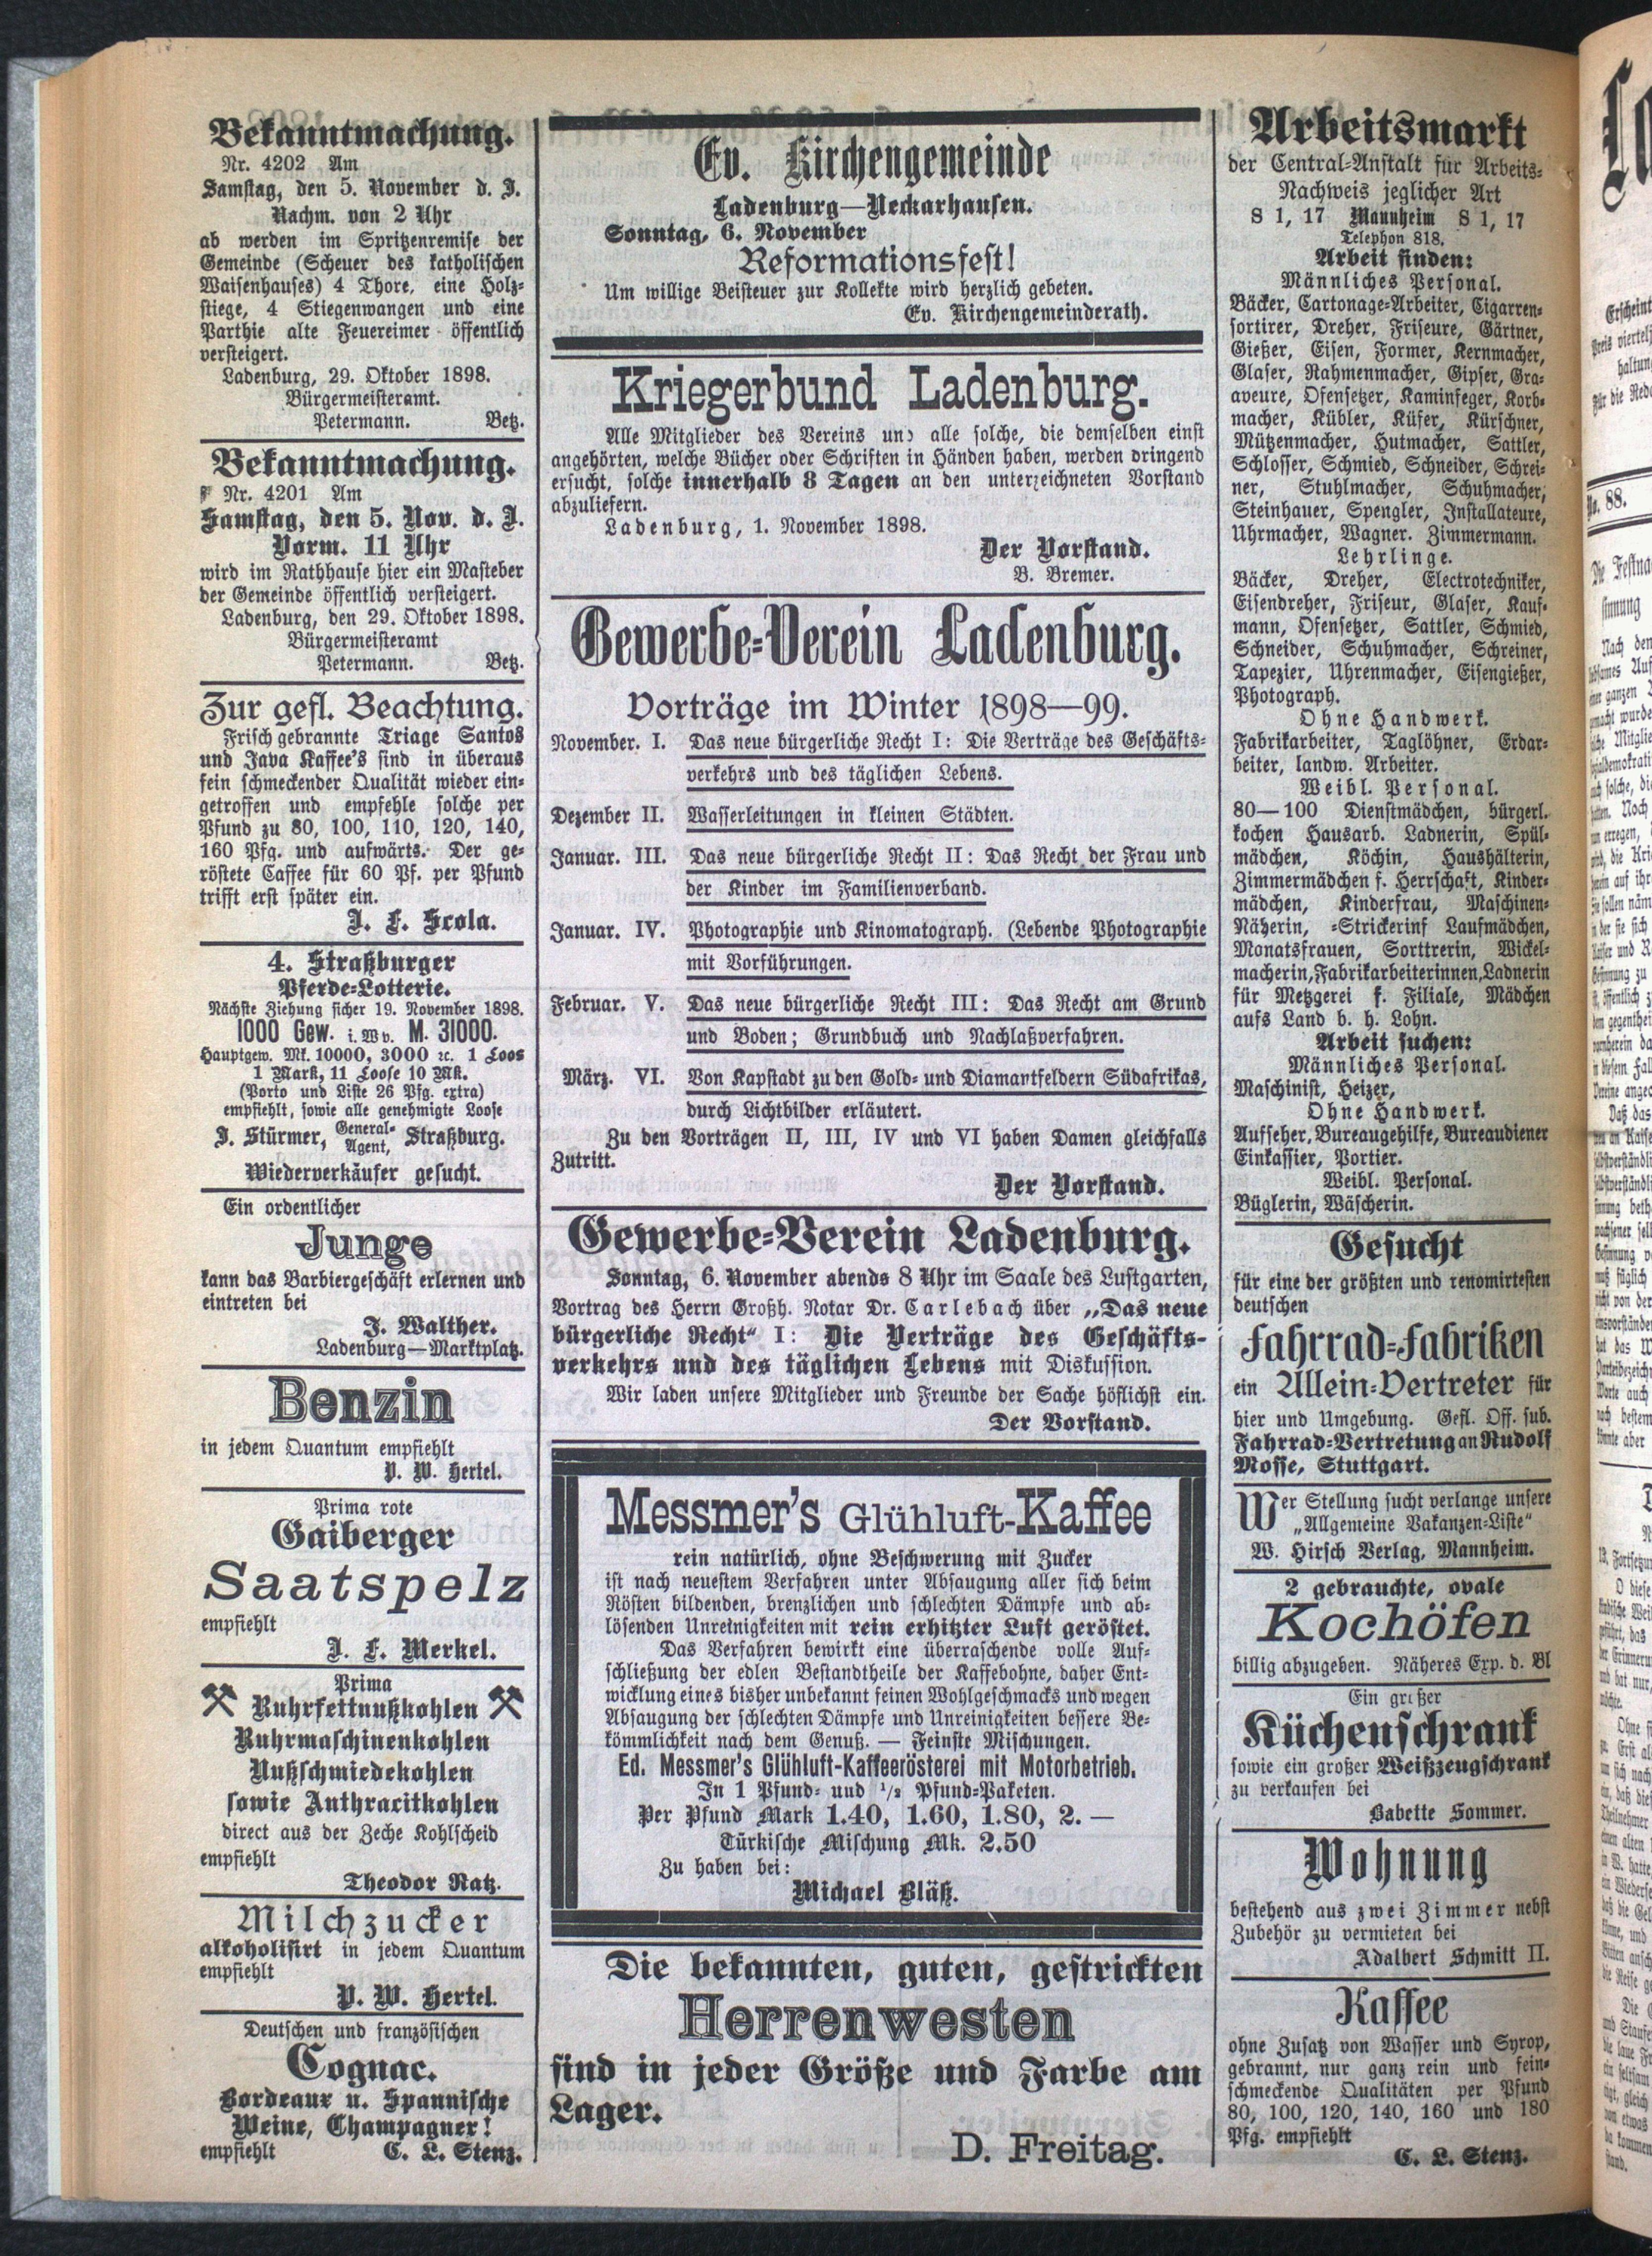 Bekanntmachung.
Nr. 4202 Am
Samstag, den 5. November d. J.
Nachm. von 2 Uhr
ab werden im Spritzenremise der
Gemeinde (Scheuer des katholischen
Waisenhauses) 4 Thore, eine Holz-
stiege, 4 Stiegenwangen und eine
Parthie alte Feuereimer öffentlich
versteigert.
Ladenburg, 29. Oktober 1898.
Bürgermeisteramt.
Petermann. Betz.
Bekanntmachung.
Nr. 4201 Am
Samstag, den 5. Nov. d. J.
Vorm. 11 Uhr
wird im Rathhause hier ein Masteber
der Gemeinde öffentlich versteigert.
Ladenburg, den 29. Oktober 1898.
Bürgermeisteramt
Petermann. Betz.
Zur gefl. Beachtung.
Frisch gebrannte Triage Santos
und Java Kaffee's sind in überaus
fein schmeckender Qualität wieder ein-
getroffen und empfehle solche per
Pfund zu 80, 100, 110, 120, 140,
160 Pfg. und aufwärts. Der ge-
röstete Caffee für 60 Pf. per Pfund
trifft erst später ein.
J. F. Scola.
4. Straßburger
Pferde-Lotterie.
Nächste Ziehung sicher 19. November 1898.
1000 Gew. i. W v. M. 31000.
Hauptgew. Mk. 10000, 3000 ꝛc. 1 Loos
1 Mark, 11 Loose 10 Mk.
(Porto und Liste 26 Pfg. extra)
empfiehlt, sowie alle genehmigte Loose
J. Stürmer, General-Agent, Straßburg.
Wiederverkäufer gesucht.
Ein ordentlicher
Junge
kann das Barbiergeschäft erlernen und
eintreten bei
J. Walther.
Ladenburg—Marktplatz.
Benzin
in jedem Quantum empfiehlt
P. W. Hertel.
Prima rote
Gaiberger
Saatspelz
empfiehlt
J. F. Merkel.
Prima
Ruhrfettnußkohlen
Ruhrmaschinenkohlen
Nußschmiedekohlen
sowie Anthracitkohlen
direct aus der Zeche Kohlscheid
empfiehlt
Theodor Ratz.
Milchzucker
alkoholisirt in jedem Quantum
empfiehlt
P. W. Hertel.
Deutschen und französischen
Cognac.
Bordeaux u. Spannische
Weine, Champagner!
empfiehlt C. L. Stenz.
Ev. Kirchengemeinde
Ladenburg—Neckarhausen.
Sonntag, 6. November
Reformationsfest!
Um willige Beisteuer zur Kollekte wird herzlich gebeten.
Ev. Kirchengemeinderath.
Kriegerbund Ladenburg.
Alle Mitglieder des Vereins und alle solche, die demselben einst
angehörten, welche Bücher oder Schriften in Händen haben, werden dringend
ersucht, solche innerhalb 8 Tagen an den unterzeichneten Vorstand
abzuliefern.
Ladenburg, 1. November 1898.
Der Vorstand.
B. Bremer.
Gewerbe-Verein Ladenburg.
Vorträge im Winter 1898—99.
November. I. Das neue bürgerliche Recht I: Die Verträge des Geschäfts-
verkehrs und des täglichen Lebens.
Dezember II. Wasserleitungen in kleinen Städten.
Januar. III. Das neue bürgerliche Recht II: Das Recht der Frau und
der Kinder im Familienverband.
Januar. IV. Photographie und Kinomatograph. (Lebende Photographie
mit Vorführungen.
Februar. V. Das neue bürgerliche Recht III: Das Recht am Grund
und Boden; Grundbuch und Nachlaßverfahren.
März. VI. Von Kapstadt zu den Gold- und Diamantfeldern Südafrikas,
durch Lichtbilder erläutert.
Zu den Vorträgen II, III, IV und VI haben Damen gleichfalls
Zutritt.
Der Vorstand.
Gewerbe-Verein Ladenburg.
Sonntag, 6. November abends 8 Uhr im Saale des Lustgarten,
Vortrag des Herrn Großh. Notar Dr. Carlebach über „Das neue
bürgerliche Recht“ I: Die Verträge des Geschäfts-
verkehrs und des täglichen Lebens mit Diskussion.
Wir laden unsere Mitglieder und Freunde der Sache höflichst ein.
Der Vorstand.
Messmer's Glühluft-Kaffee
rein natürlich, ohne Beschwerung mit Zucker
ist nach neuestem Verfahren unter Absaugung aller sich beim
Rösten bildenden, brenzlichen und schlechten Dämpfe und ab-
lösenden Unreinigkeiten mit rein erhitzter Luft geröstet.
Das Verfahren bewirkt eine überraschende volle Auf-
schließung der edlen Bestandtheile der Kaffebohne, daher Ent-
wicklung eines bisher unbekannt feinen Wohlgeschmacks und wegen
Absaugung der schlechten Dämpfe und Unreinigkeiten bessere Be-
kömmlichkeit nach dem Genuß. — Feinste Mischungen.
Ed. Messmer's Glühluft-Kaffeerösterei mit Motorbetrieb.
In 1 Pfund- und 1/2 Pfund-Paketen.
Per Pfund Mark 1.40, 1.60, 1.80, 2. —
Türkische Mischung Mk. 2.50
Zu haben bei:
Michael Bläß.
Die bekannten, guten, gestrickten
Herrenwesten
sind in jeder Größe und Farbe am
Lager.
D. Freitag.
Arbeitsmarkt
der Central-Anstalt für Arbeits-
Nachweis jeglicher Art
S 1, 17 Mannheim S 1, 17
Telephon 818.
Arbeit finden:
Männliches Personal.
Bäcker, Cartonage-Arbeiter, Cigarren-
sortirer, Dreher, Friseure, Gärtner,
Gießer, Eisen, Former, Kernmacher,
Glaser, Rahmenmacher, Gipser, Gra-
aveure, Ofensetzer, Kaminfeger, Korb-
macher, Kübler, Küfer, Kürschner,
Mützenmacher, Hutmacher, Sattler,
Schlosser, Schmied, Schneider, Schrei-
ner, Stuhlmacher, Schuhmacher,
Steinhauer, Spengler, Installateure,
Uhrmacher, Wagner. Zimmermann.
Lehrlinge.
Bäcker, Dreher, Electrotechniker,
Eisendreher, Friseur, Glaser, Kauf-
mann, Ofensetzer, Sattler, Schmied,
Schneider, Schuhmacher, Schreiner,
Tapezier, Uhrenmacher, Eisengießer,
Photograph.
Ohne Handwerk.
Fabrikarbeiter, Taglöhner, Erdar-
beiter, landw. Arbeiter.
Weibl. Personal.
80—100 Dienstmädchen, bürgerl.
kochen Hausarb. Ladnerin, Spül-
mädchen, Köchin, Haushälterin,
Zimmermädchen f. Herrschaft, Kinder-
mädchen, Kinderfrau, Maschinen-
Näherin, -Strickerinf Laufmädchen,
Monatsfrauen, Sorttrerin, Wickel-
macherin, Fabrikarbeiterinnen, Ladnerin
für Metzgerei f. Filiale, Mädchen
aufs Land b. h. Lohn.
Arbeit suchen:
Männliches Personal.
Maschinist, Heizer,
Ohne Handwerk.
Aufseher, Bureaugehilfe, Bureaudiener
Einkassier, Portier.
Weibl. Personal.
Büglerin, Wäscherin.
Gesucht
für eine der größten und renomirtesten
deutschen
Fahrrad-Fabriken
ein Allein-Vertreter für
hier und Umgebung. Gefl. Off. sub.
Fahrrad-Vertretung an Rudolf
Mosse, Stuttgart.
Wer Stellung sucht verlange unsere
„Allgemeine Vakanzen-Liste“
W. Hirsch Verlag, Mannheim.
2 gebrauchte, ovale
Kochöfen
billig abzugeben. Näheres Exp. d. Bl
Ein großer
Küchenschrank
sowie ein großer Weißzeugschrank
zu verkaufen bei
Babette Sommer.
Wohnung
bestehend aus zwei Zimmer nebst
Zubehör zu vermieten bei
Adalbert Schmitt II.
Kaffee
ohne Zusatz von Wasser und Syrop,
gebrannt, nur ganz rein und fein-
schmeckende Qualitäten per Pfund
80, 100, 120, 140, 160 und 180
Pfg. empfiehlt
C. L. Stenz.
No. 88.